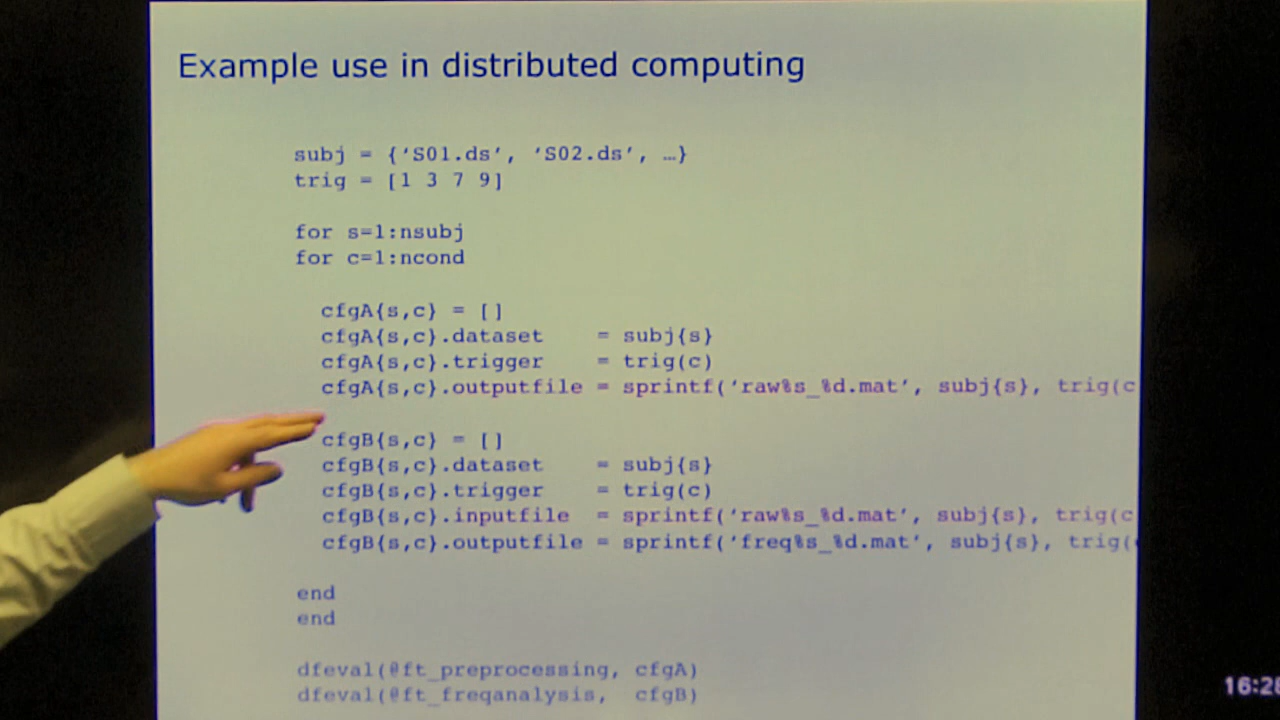 Example use in distributed computing
subj = {‘S01.ds’, ‘S02.ds’, …}
trig = [1 3 7 9]
for s=1:nsubj
for c=1:ncond
cfgA{s,c} = []
cfgA{s,c}.dataset = subj{s}
cfgA{s,c}.trigger = trig(c)
cfgA{s,c}.outputfile = sprintf(‘raw%s_%d.mat’, subj{s}, trig(c
cfgB{s,c} = []
cfgB{s,c}.dataset = subj{s}
cfgB{s,c}.trigger = trig(c)
cfgB{s,c}.inputfile = sprintf(‘raw%s_%d.mat’, subj{s}, trig(c
cfgB{s,c}.outputfile = sprintf(‘freq%s_%d.mat’, subj{s}, trig(
end
end
dfeval(@ft_preprocessing, cfgA)
dfeval(@ft_freqanalysis, cfgB)
16:28